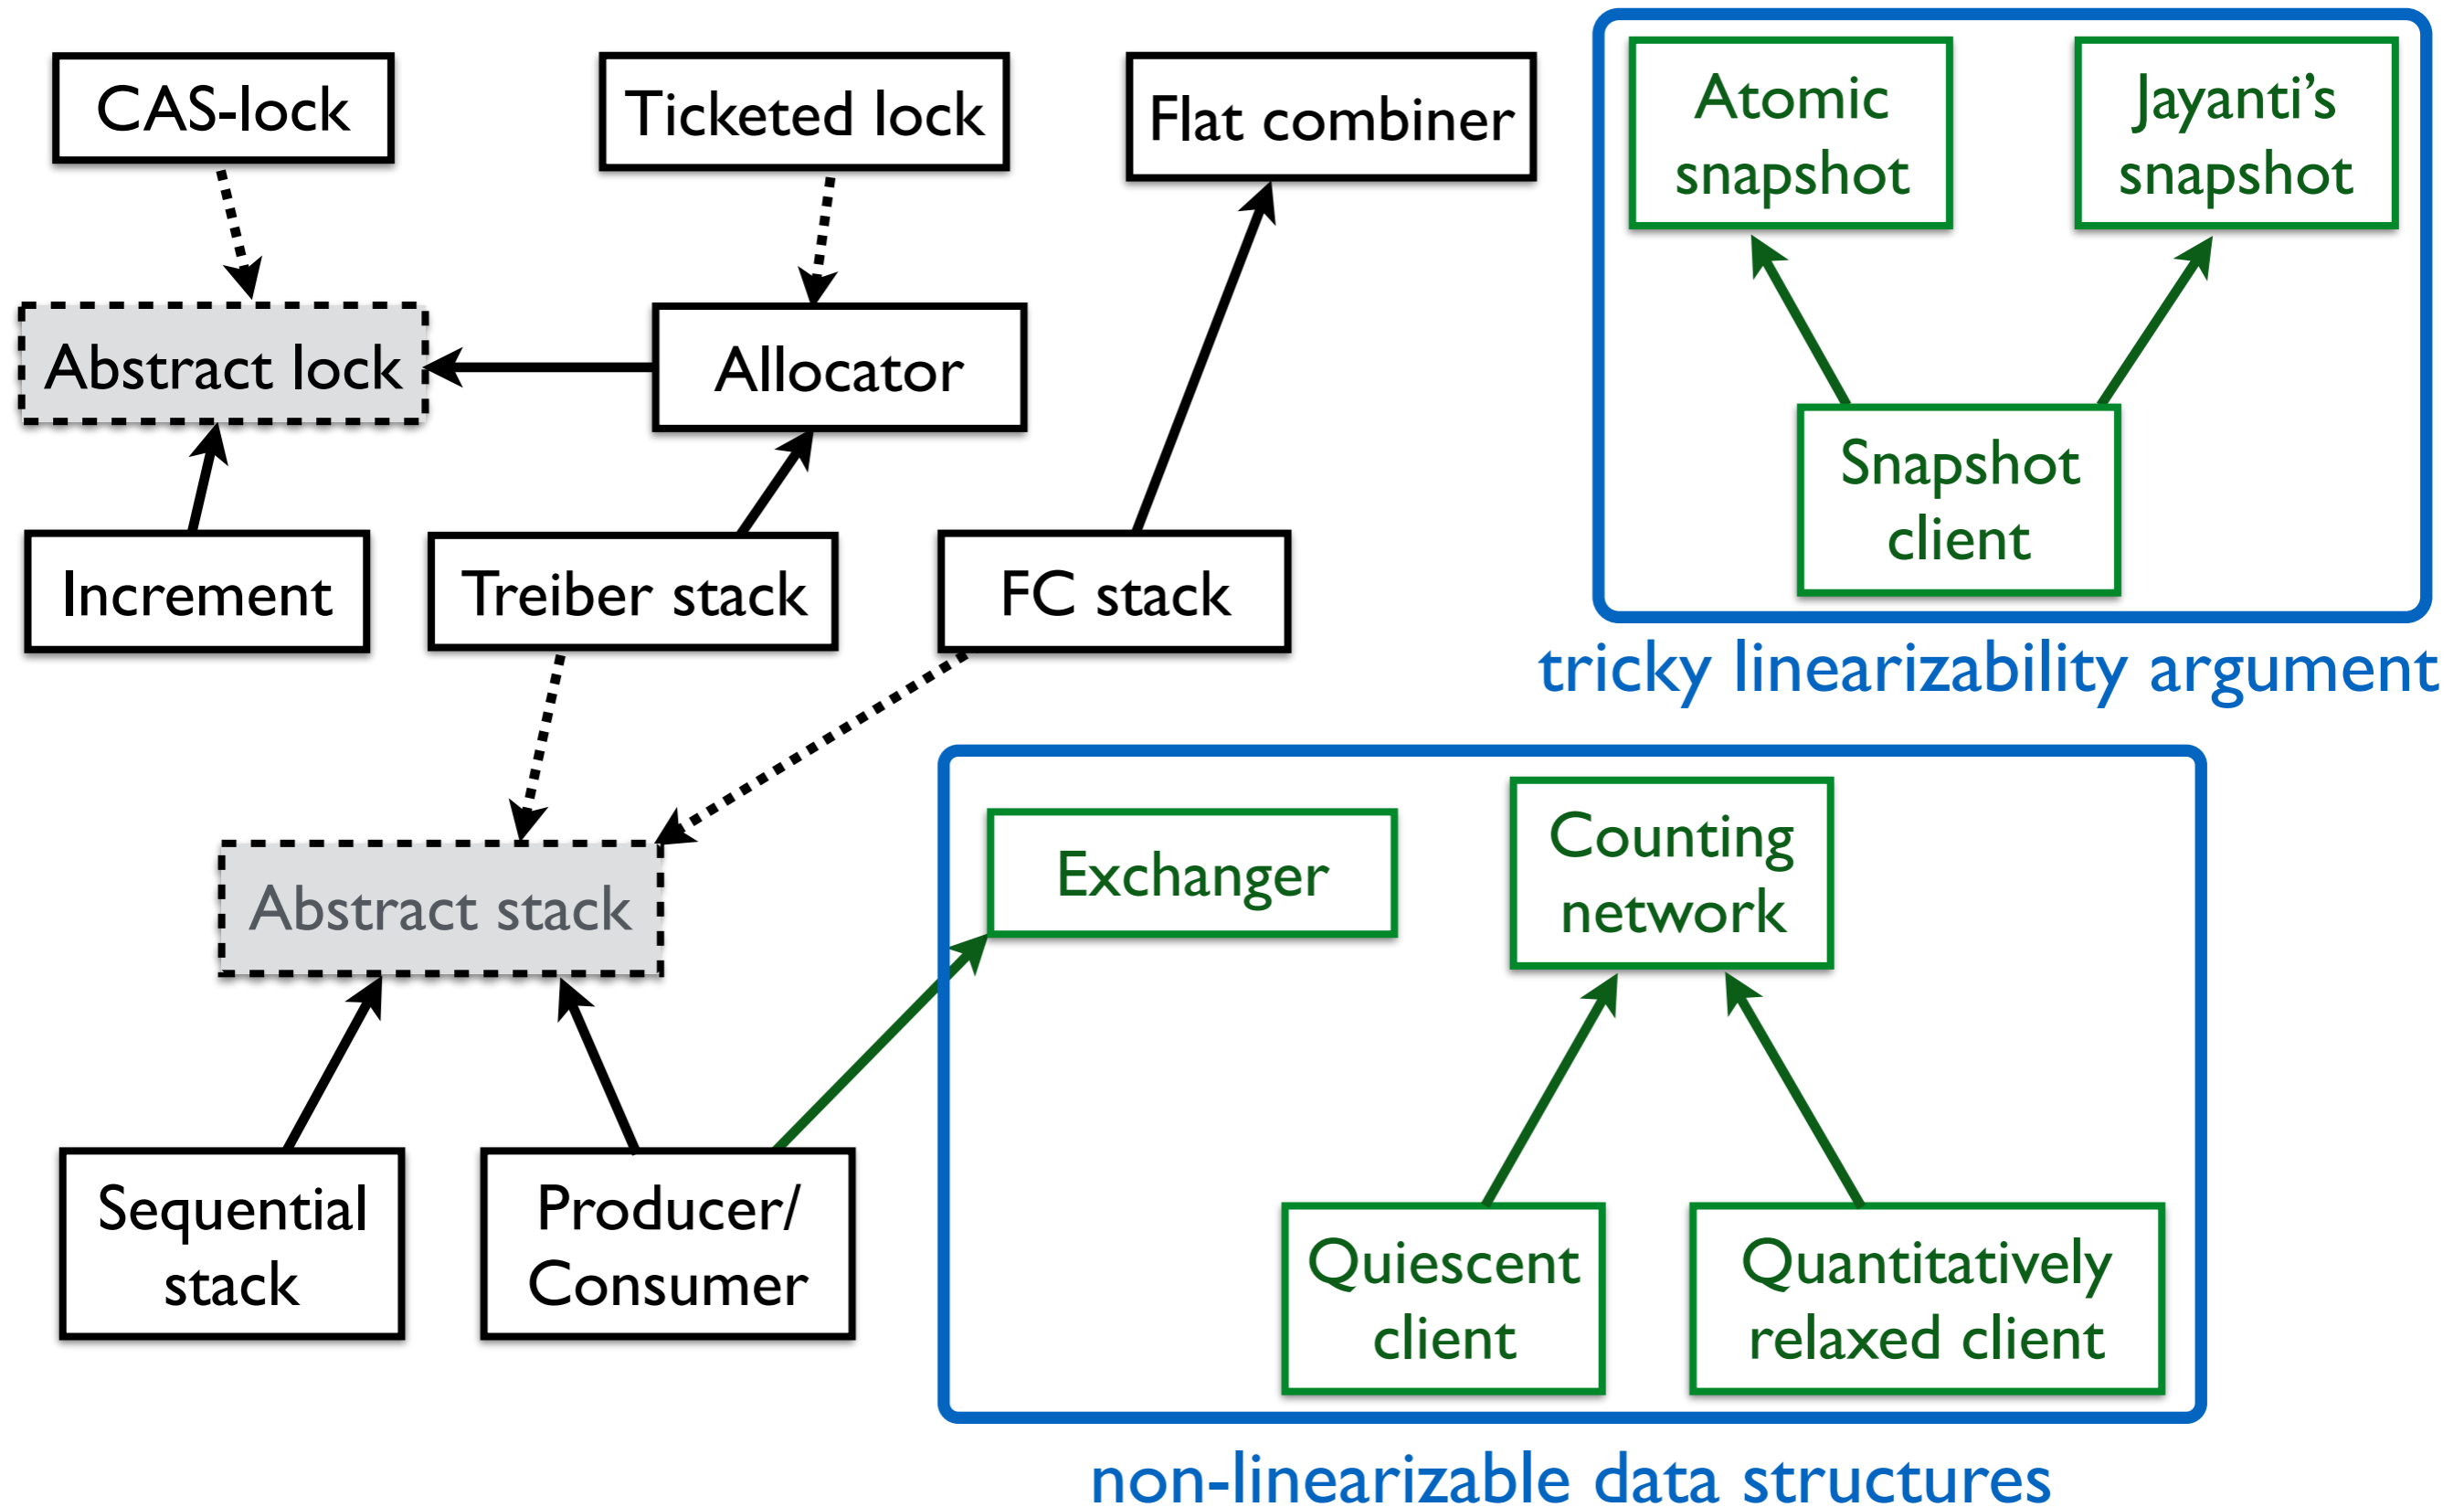 CAS-lock
Ticketed lock
Flat combiner
Atomic
snapshot
Jayanti’s
snapshot
Abstract lock
Allocator
Snapshot
client
Increment
Treiber stack
FC stack
tricky linearizability argument
Abstract stack
Exchanger
Counting
network
Sequential
stack
Producer/
Consumer
Quiescent
client
Quantitatively
relaxed client
non-linearizable data structures